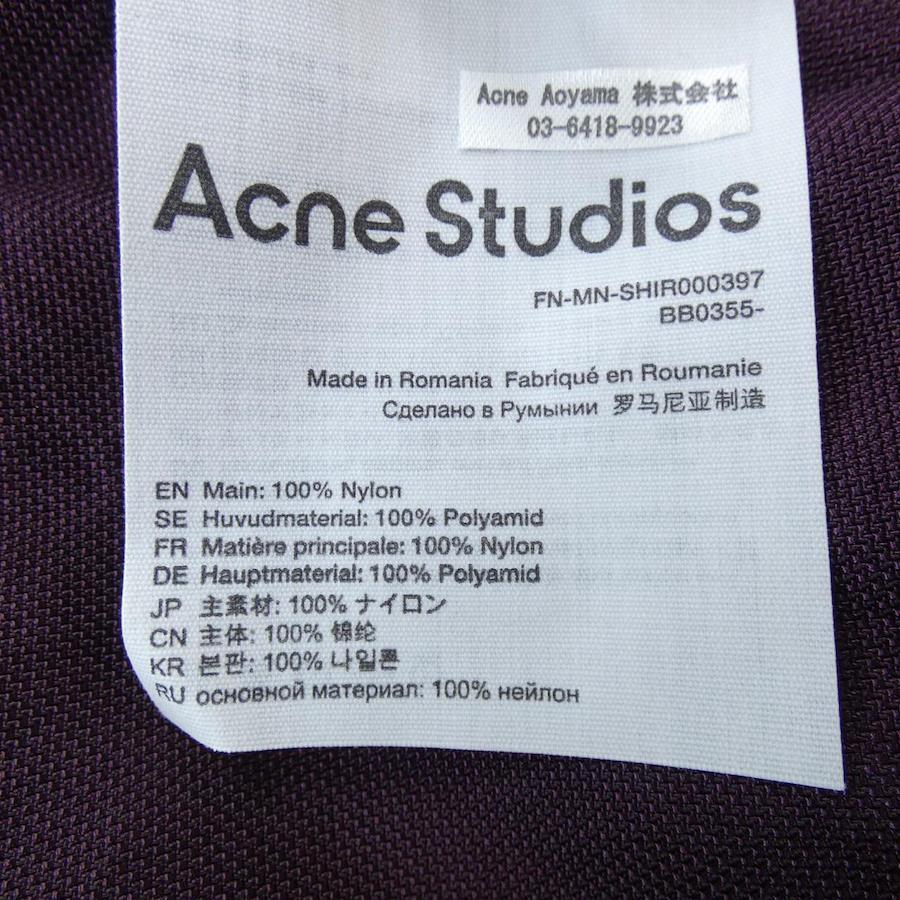 Acne Aoyama 株式会社
03-6418-9923
Acne Studios
FN-MN-SHIR000397
BB0355-
Made in Romania Fabriqué en Roumanie
Сделано в Румынии 罗马尼亚制造
EN Main: 100% Nylon
SE Huvudmaterial: 100% Polyamid
FR Matière principale: 100% Nylon
DE Hauptmaterial: 100% Polyamid
JP 主素材: 100% ナイロン
CN 主体: 100% 锦纶
KR 본판: 100% 나일론
RU основной материал: 100% нейлон